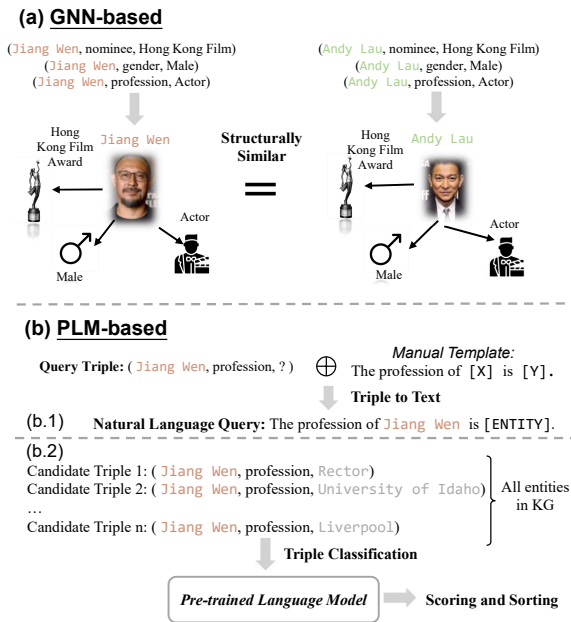 (a) GNN-based
(Jiang Wen, nominee, Hong Kong Film)
(Jiang Wen, gender, Male)
(Jiang Wen, profession, Actor)
(Andy Lau, nominee, Hong Kong Film)
(Andy Lau, gender, Male)
(Andy Lau, profession, Actor)
Hong
Kong Film
Award
Jiang Wen
Actor
Male
Structurally
Similar
=
Hong
Kong Film
Award
Andy Lau
Actor
Male
(b) PLM-based
Query Triple: ( Jiang Wen, profession, ? )
Manual Template:
The profession of [X] is [Y].
Triple to Text
(b.1)
Natural Language Query: The profession of Jiang Wen is [ENTITY].
(b.2)
Candidate Triple 1: ( Jiang Wen, profession, Rector)
Candidate Triple 2: ( Jiang Wen, profession, University of Idaho)
…
Candidate Triple n: ( Jiang Wen, profession, Liverpool)
All entities
in KG
Triple Classification
Pre-trained Language Model
Scoring and Sorting